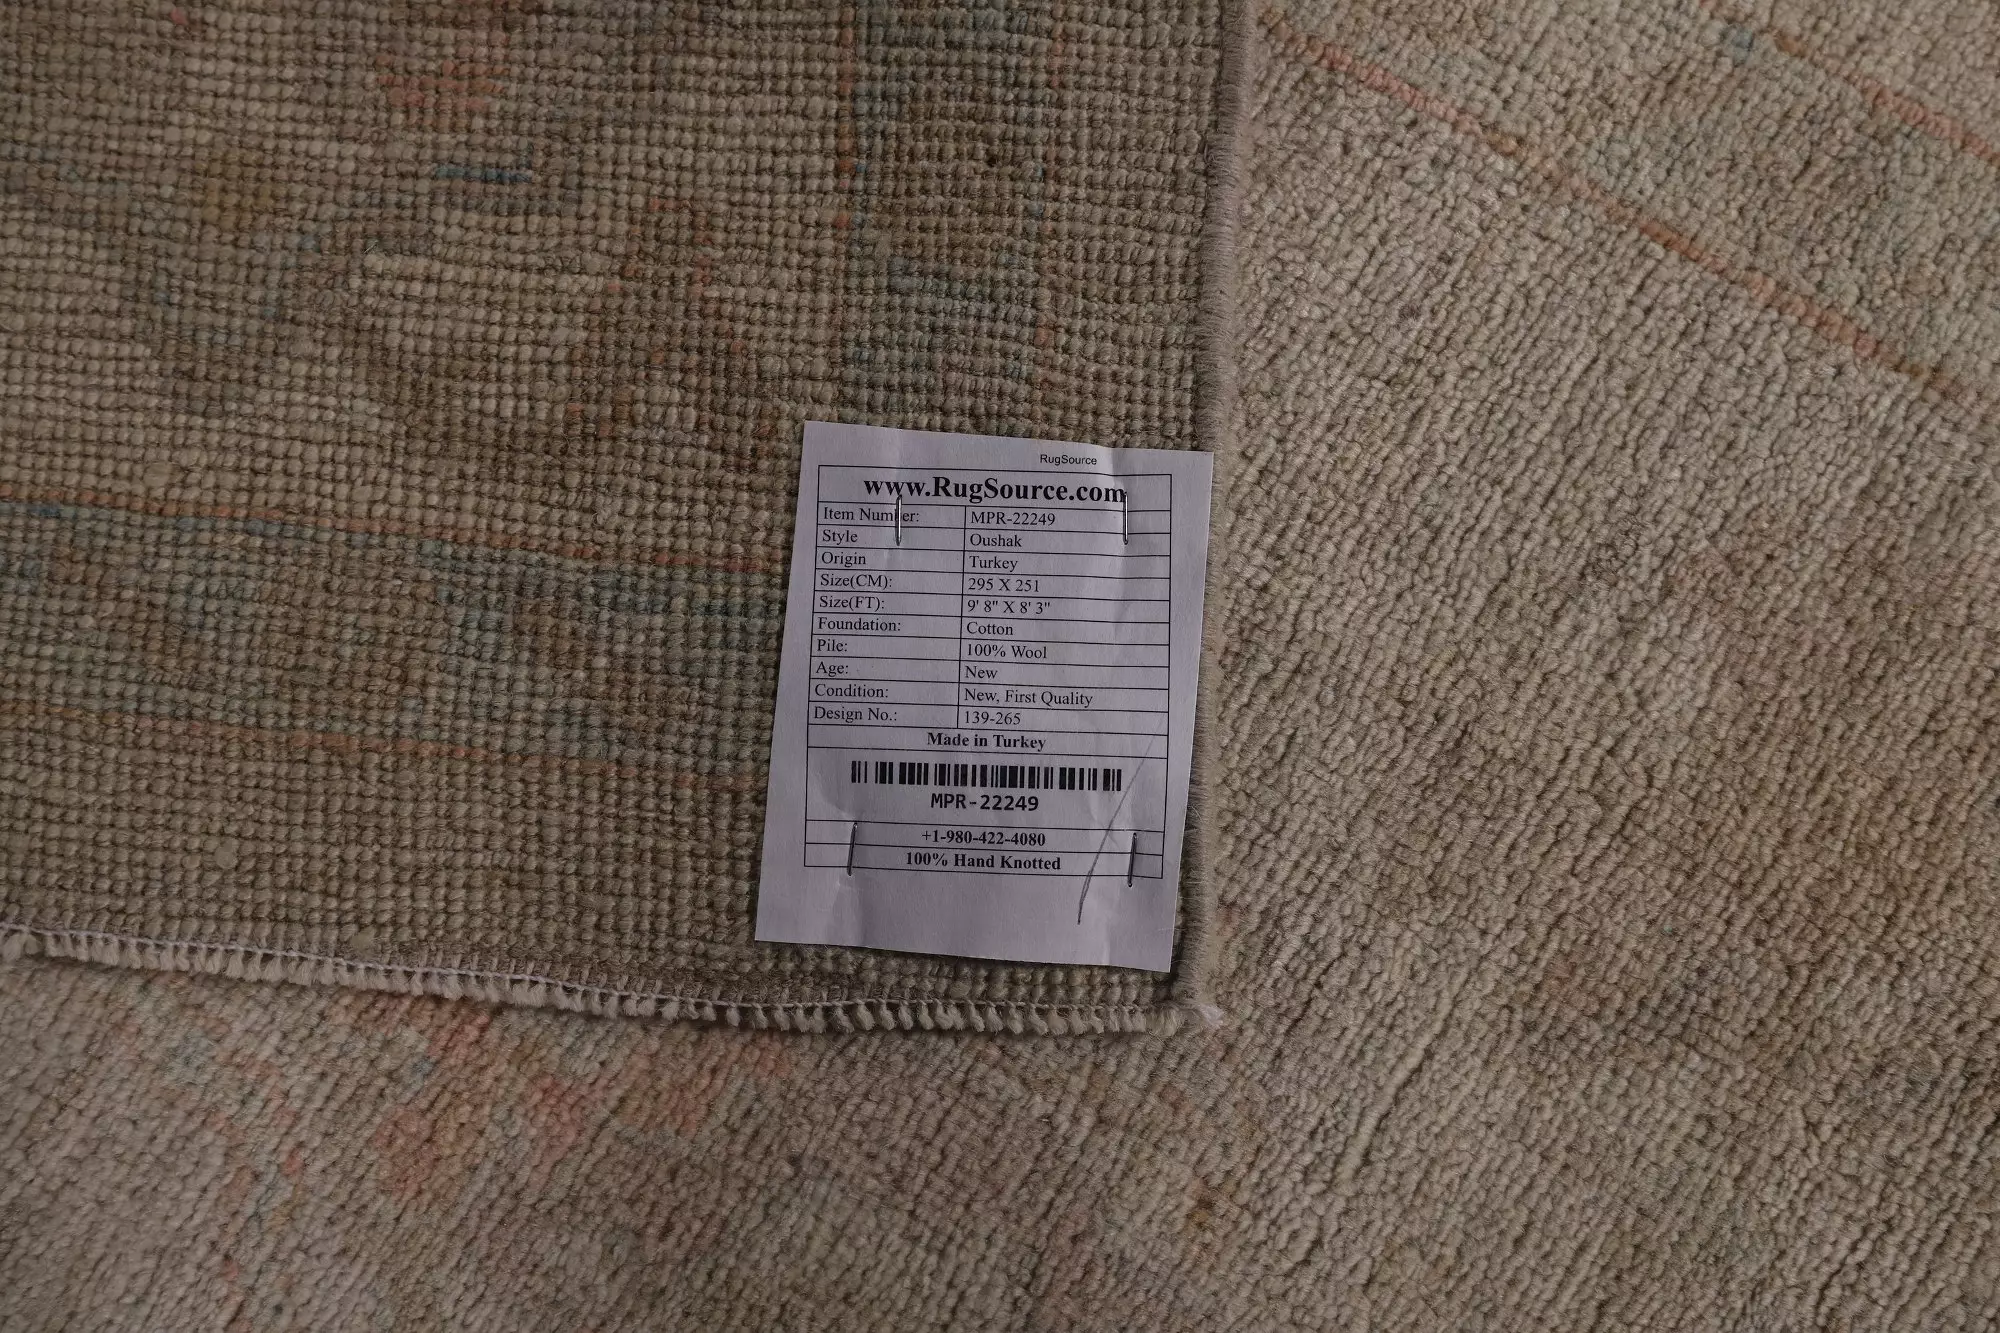 RugSource
www.RugSource.com
Item Number: MPR-22249
Style Oushak
Origin Turkey
Size(CM): 295 X 251
Size(FT): 9' 8" X 8' 3"
Foundation: Cotton
Pile: 100% Wool
Age: New
Condition: New, First Quality
Design No.: 139-265
Made in Turkey
MPR-22249
+1-980-422-4080
100% Hand Knotted